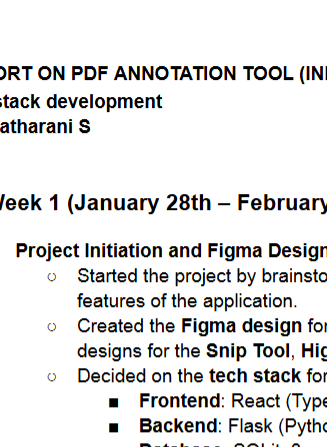 ORT ON PDF ANNOTATION TOOL (IN
stack development
atharani S
Week 1 (January 28th – February
Project Initiation and Figma Design
○ Started the project by brainsto
features of the application.
○ Created the Figma design for
designs for the Snip Tool, Hig
○ Decided on the tech stack for
■ Frontend: React (Type
■ Backend: Flask (Pytho